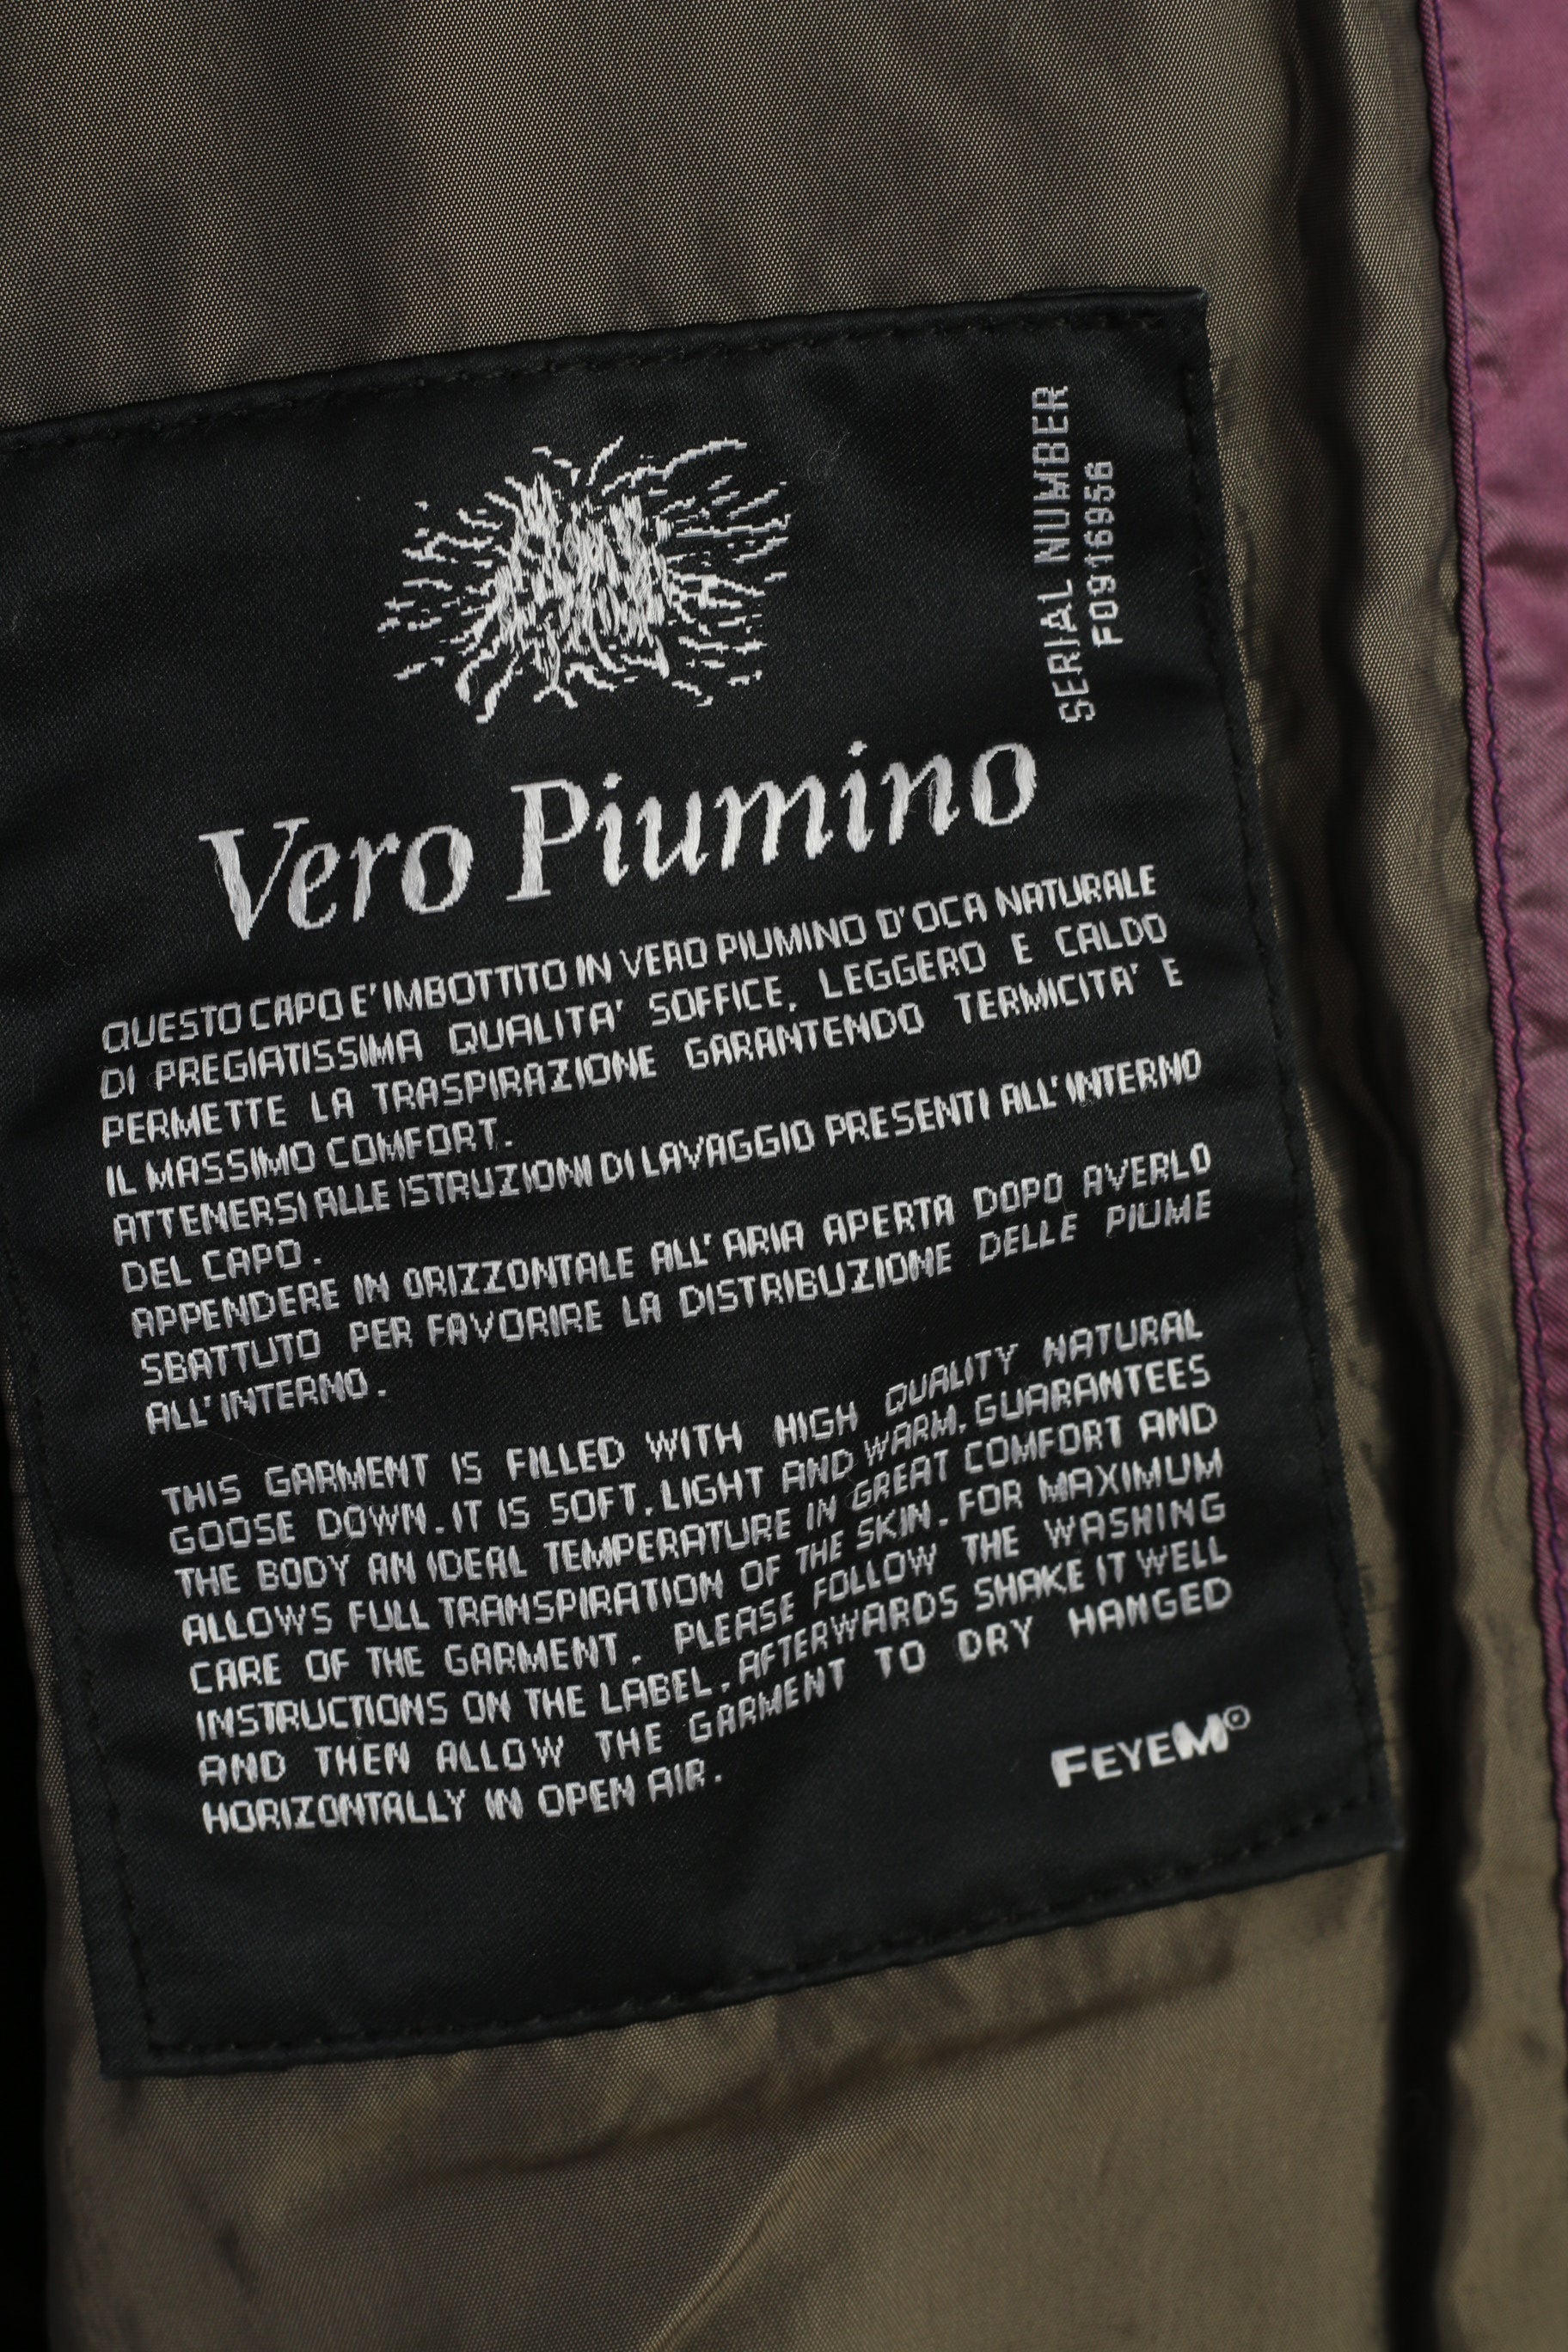 SERIAL NUMBER
F0916956
Vero Piumino
QUESTO CAPO E' IMBOTTITO IN VERO PIUMINO D'OCA NATURALE
DI PREGIATISSIMA QUALITA' SOFFICE, LEGGERO E CALDO
PERMETTE LA TRASPIRAZIONE GARANTENDO TERMICITA' E
IL MASSIMO COMFORT.
ATTENERSI ALLE ISTRUZIONI DI LAVAGGIO PRESENTI ALL'INTERNO
DEL CAPO.
APPENDERE IN ORIZZONTALE ALL'ARIA APERTA DOPO AVERLO
SBATTUTO PER FAVORIRE LA DISTRIBUZIONE DELLE PIUME
ALL'INTERNO.
THIS GARMENT IS FILLED WITH HIGH QUALITY NATURAL
GOOSE DOWN. IT IS SOFT, LIGHT AND WARM, GUARANTEES
THE BODY AN IDEAL TEMPERATURE IN GREAT COMFORT AND
ALLOWS FULL TRANSPIRATION OF THE SKIN. FOR MAXIMUM
CARE OF THE GARMENT, PLEASE FOLLOW THE WASHING
INSTRUCTIONS ON THE LABEL. AFTERWARDS SHAKE IT WELL
AND THEN ALLOW THE GARMENT TO DRY HANGED
HORIZONTALLY IN OPEN AIR.
FEYEM©